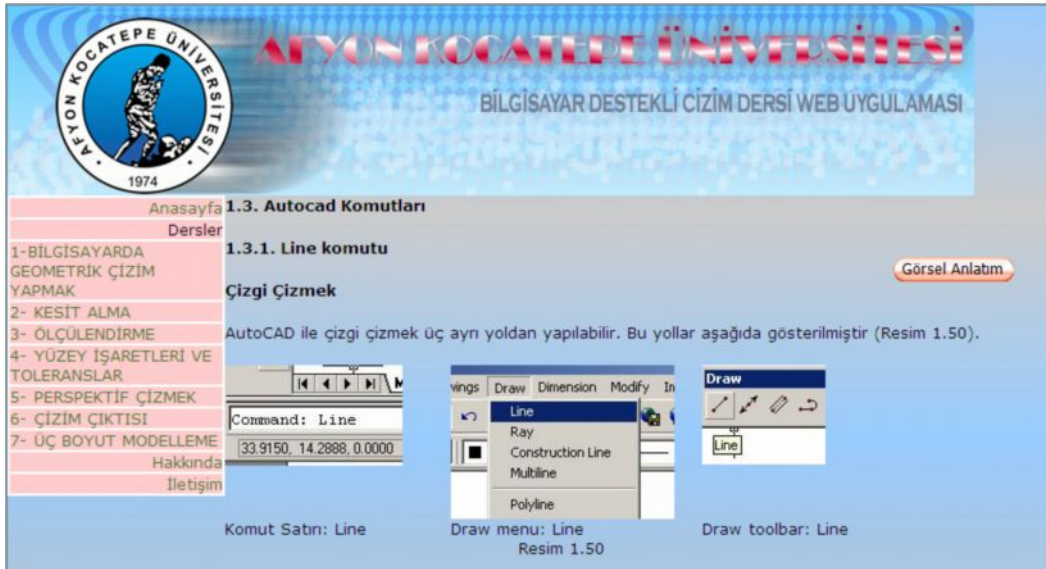 AFYON KOCATEPE ÜNİVERSİTESİ
AFYON KOCATEPE ÜNİVERSİTESİ
1974
BİLGİSAYAR DESTEKLİ CİZİM DERSİ WEB UYGULAMASI
Anasayfa
Dersler
1-BİLGİSAYARDA
GEOMETRİK ÇİZİM
YAPMAK
2- KESİT ALMA
3- ÖLÇÜLENDİRME
4- YÜZEY İŞARETLERİ VE
TOLERANSLAR
5- PERSPEKTİF ÇİZMEK
6- ÇİZİM ÇIKTISI
7- ÜÇ BOYUT MODELLEME
Hakkında
İletişim
1.3. Autocad Komutları
1.3.1. Line komutu
Görsel Anlatım
Çizgi Çizmek
AutoCAD ile çizgi çizmek üç ayrı yoldan yapılabilir. Bu yollar aşağıda gösterilmiştir (Resim 1.50).
Command: Line
33.9150, 14.2888, 0.0000
Draw Dimension Modify
Line
Ray
Construction Line
Multiline
Polyline
Draw
Line
Komut Satırı: Line
Draw menu: Line
Draw toolbar: Line
Resim 1.50